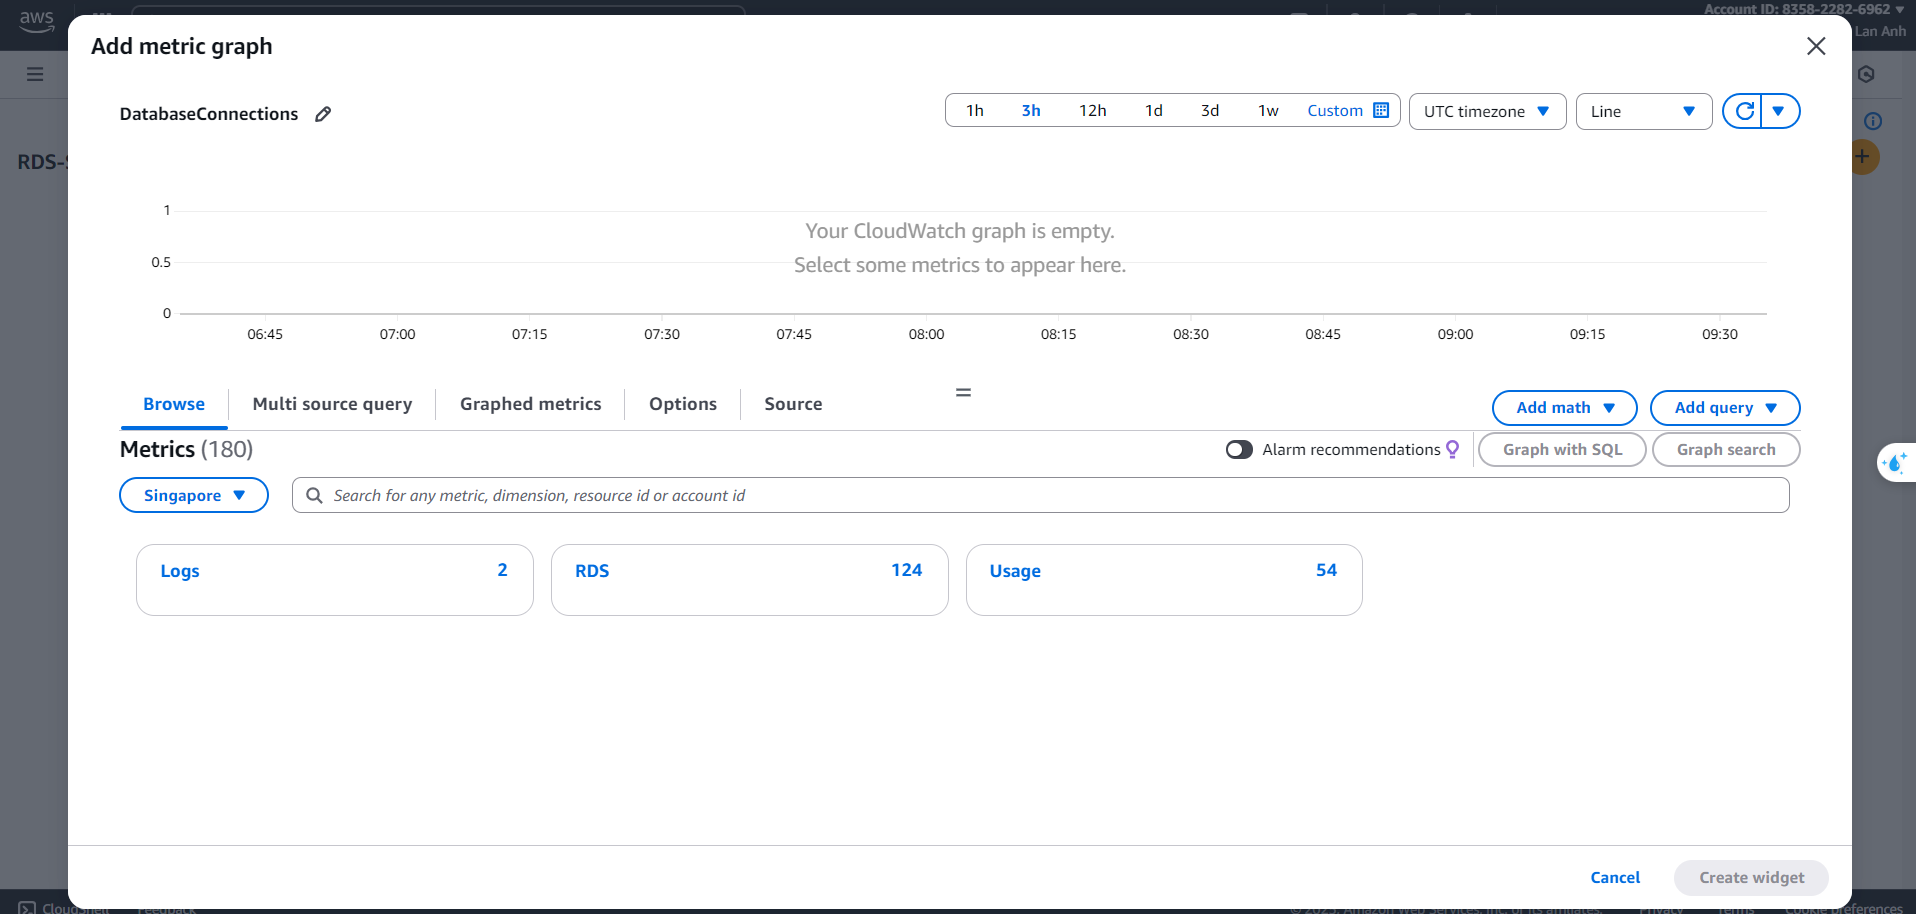 aws
Account ID: 8358-2282-6962
Lan Anh
Add metric graph
RDS-
DatabaseConnections
1h 3h 12h 1d 3d 1w Custom
UTC timezone
Line
1
0.5
0
Your CloudWatch graph is empty.
Select some metrics to appear here.
06:45 07:00 07:15 07:30 07:45 08:00 08:15 08:30 08:45 09:00 09:15 09:30
Browse Multi source query Graphed metrics Options Source
Add math Add query
Metrics (180)
Alarm recommendations
Graph with SQL Graph search
Singapore
Search for any metric, dimension, resource id or account id
Logs 2
RDS 124
Usage 54
Cancel Create widget
CloudShell Feedback
© 2025, Amazon Web Services, Inc. or its affiliates. Privacy Terms Cookie preferences